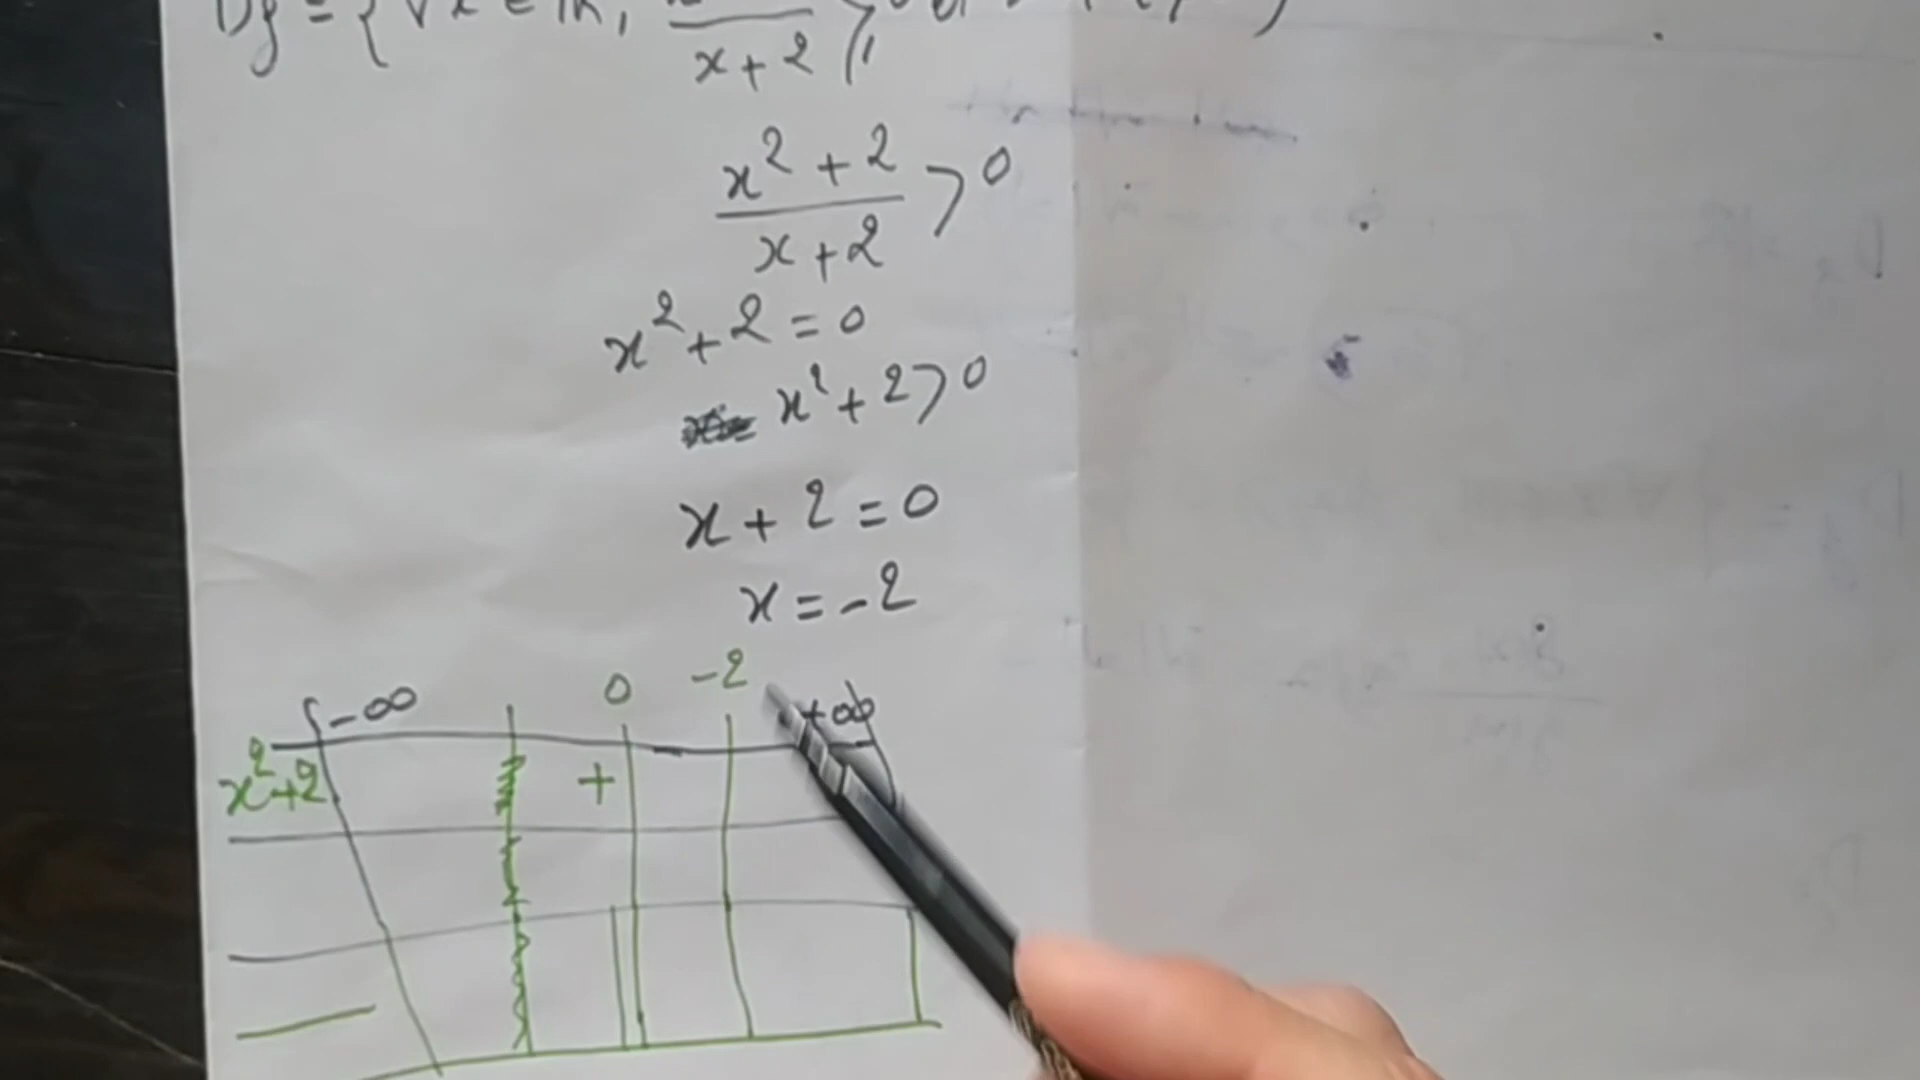 x + 2
x² + 2
x + 2 > 0
x² + 2 = 0
x² + 2 > 0
x + 2 = 0
x = -2
-∞ 0 -2 +∞
x² + 2 +